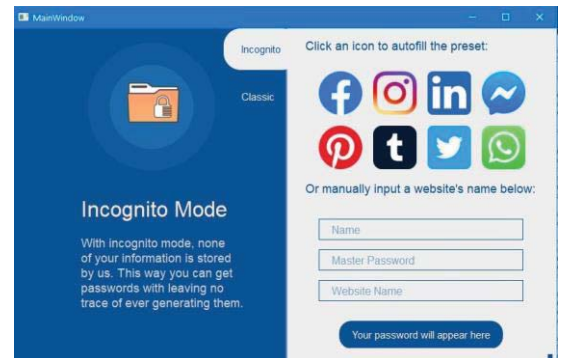 MainWindow
Incognito
Classic
Incognito Mode
With incognito mode, none
of your information is stored
by us. This way you can get
passwords with leaving no
trace of ever generating them.
Click an icon to autofill the preset:
f
in
t
Or manually input a website's name below:
Name
Master Password
Website Name
Your password will appear here